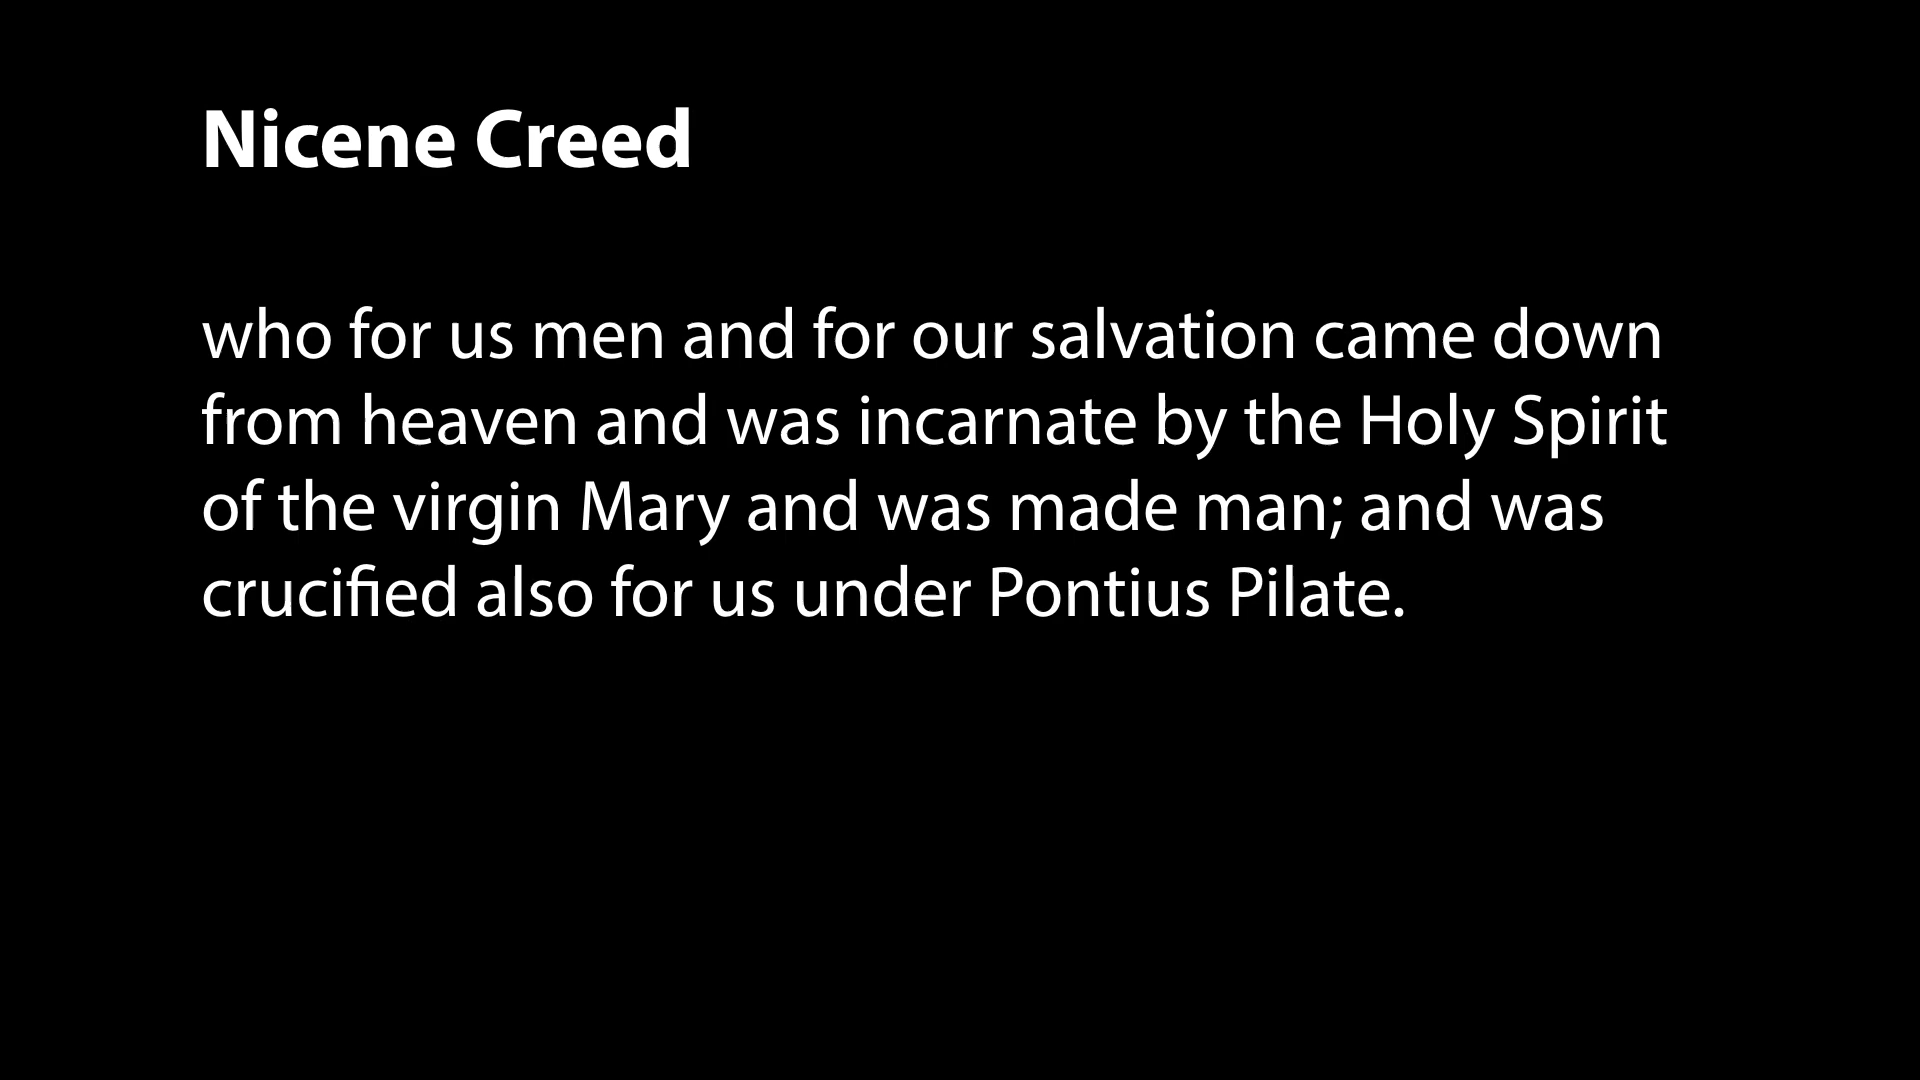 Nicene Creed
who for us men and for our salvation came down
from heaven and was incarnate by the Holy Spirit
of the virgin Mary and was made man; and was
crucified also for us under Pontius Pilate.